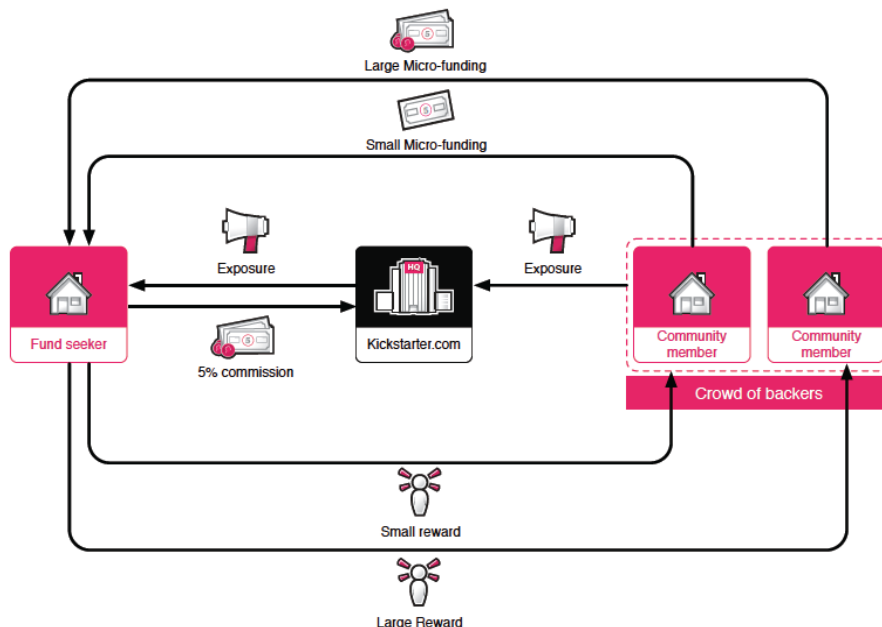 Large Micro-funding
5
Small Micro-funding
Exposure
Exposure
HQ
Fund seeker
Kickstarter.com
Community
member
Community
member
5% commission
Crowd of backers
Small reward
Large Reward